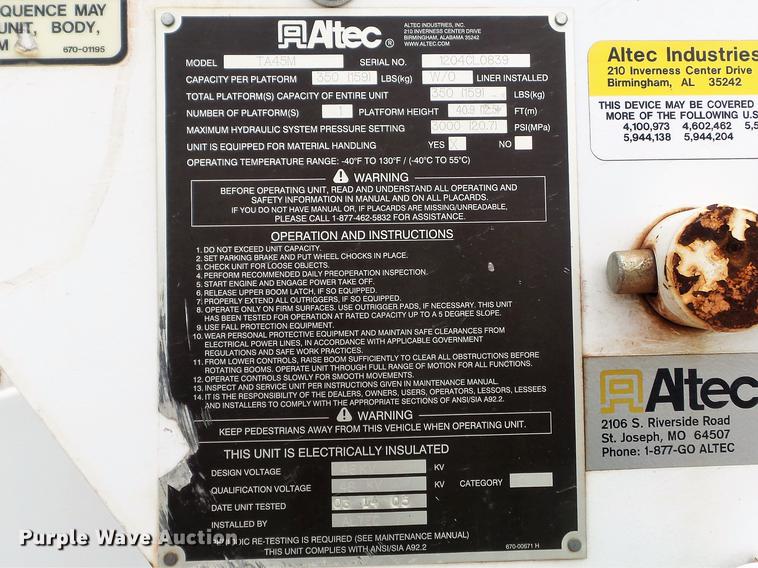 QUENCE MAY
UNIT, BODY,
M
670-01195
Altec®
ALTEC INDUSTRIES, INC.
210 INVERNESS CENTER DRIVE
BIRMINGHAM, ALABAMA 35242
WWW.ALTEC.COM
MODEL TA45M SERIAL NO. 1204CL0839
CAPACITY PER PLATFORM 350 (159) LBS(kg) W/O LINER INSTALLED
TOTAL PLATFORM(S) CAPACITY OF ENTIRE UNIT 350 (159) LBS(kg)
NUMBER OF PLATFORM(S) 1 PLATFORM HEIGHT 40.9 (12.5) FT(m)
MAXIMUM HYDRAULIC SYSTEM PRESSURE SETTING 3000 (20.7) PSI(MPa)
UNIT IS EQUIPPED FOR MATERIAL HANDLING YES X NO
OPERATING TEMPERATURE RANGE: -40°F TO 130°F / (-40°C TO 55°C)
WARNING
BEFORE OPERATING UNIT, READ AND UNDERSTAND ALL OPERATING AND
SAFETY INFORMATION IN MANUAL AND ON ALL PLACARDS.
IF YOU DO NOT HAVE MANUAL OR, IF PLACARDS ARE MISSING/UNREADABLE,
PLEASE CALL 1-877-462-5832 FOR ASSISTANCE.
OPERATION AND INSTRUCTIONS
1. DO NOT EXCEED UNIT CAPACITY.
2. SET PARKING BRAKE AND PUT WHEEL CHOCKS IN PLACE.
3. CHECK UNIT FOR LOOSE OBJECTS.
4. PERFORM RECOMMENDED DAILY PREOPERATION INSPECTION.
5. START ENGINE AND ENGAGE POWER TAKE OFF.
6. RELEASE UPPER BOOM LATCH, IF SO EQUIPPED.
7. PROPERLY EXTEND ALL OUTRIGGERS, IF SO EQUIPPED.
8. OPERATE ONLY ON FIRM SURFACES. USE OUTRIGGER PADS, IF NECESSARY. THIS UNIT
HAS BEEN TESTED FOR OPERATION AT RATED CAPACITY UP TO A 5 DEGREE SLOPE.
9. USE FALL PROTECTION EQUIPMENT.
10. WEAR PERSONAL PROTECTIVE EQUIPMENT AND MAINTAIN SAFE CLEARANCES FROM
ELECTRICAL POWER LINES, IN ACCORDANCE WITH APPLICABLE GOVERNMENT
REGULATIONS AND SAFE WORK PRACTICES.
11. FROM LOWER CONTROLS, RAISE BOOM SUFFICIENTLY TO CLEAR ALL OBSTRUCTIONS BEFORE
ROTATING BOOMS. OPERATE UNIT THROUGH FULL RANGE OF MOTION FOR ALL FUNCTIONS.
12. OPERATE CONTROLS SLOWLY FOR SMOOTH MOVEMENTS.
13. INSPECT AND SERVICE UNIT PER INSTRUCTIONS GIVEN IN MAINTENANCE MANUAL.
14. IT IS THE RESPONSIBILITY OF THE DEALERS, OWNERS, USERS, OPERATORS, LESSORS, LESSEES
AND INSTALLERS TO COMPLY WITH THE APPROPRIATE SECTIONS OF ANSI/SIA A92.2.
WARNING
KEEP PEDESTRIANS AWAY FROM THIS VEHICLE WHEN OPERATING UNIT.
THIS UNIT IS ELECTRICALLY INSULATED
DESIGN VOLTAGE 46 KV KV
QUALIFICATION VOLTAGE 46 KV KV CATEGORY
DATE UNIT TESTED 03 14 05
INSTALLED BY ALTEC
RE-TESTING IS REQUIRED (SEE MAINTENANCE MANUAL)
THIS UNIT COMPLIES WITH ANSI/SIA A92.2
670-00571 H
Altec Industries
210 Inverness Center Drive
Birmingham, AL 35242
THIS DEVICE MAY BE COVERED
MORE OF THE FOLLOWING U.S
4,100,973 4,602,462 5,5
5,944,138 5,944,204
Altec
2106 S. Riverside Road
St. Joseph, MO 64507
Phone: 1-877-GO ALTEC
Purple Wave Auction